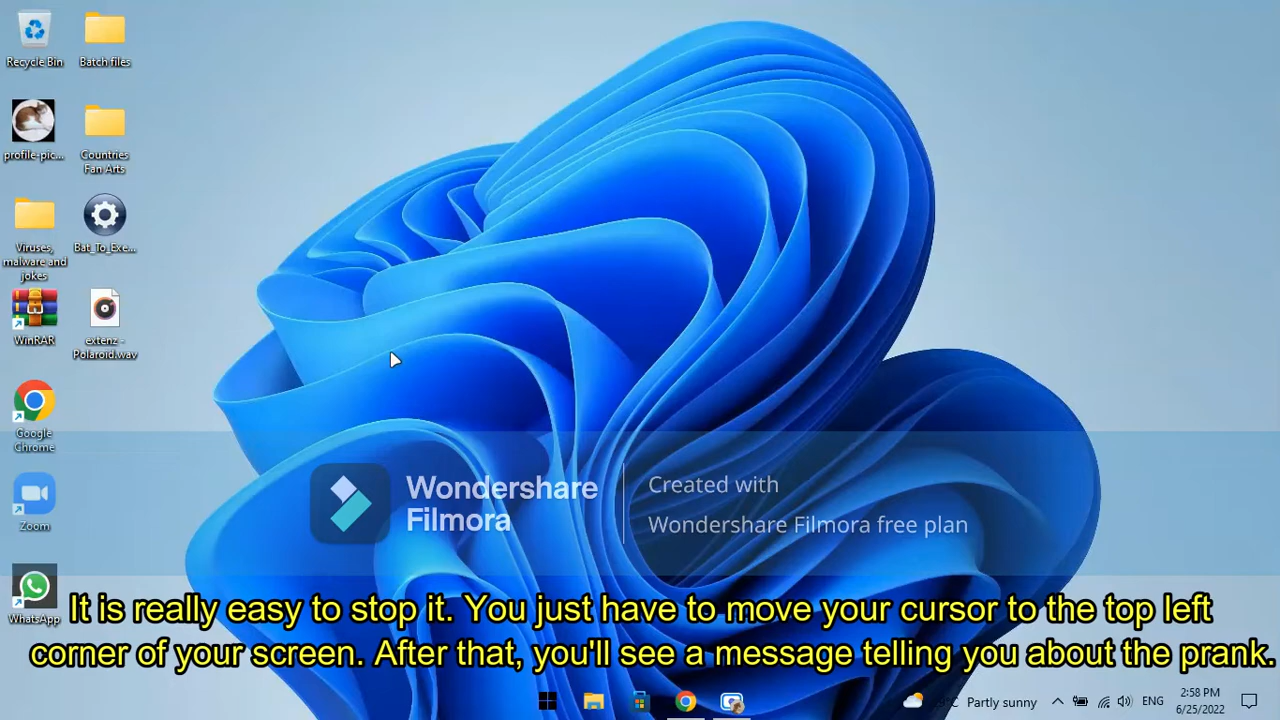 Recycle Bin
Batch files
profile-pic...
Countries
Fan Arts
Viruses,
malware and
jokes
Bat_To_Exe...
WinRAR
extenz -
Polaroid.wav
Google
Chrome
Zoom
WhatsApp
Wondershare
Filmora
Created with
Wondershare Filmora free plan
It is really easy to stop it. You just have to move your cursor to the top left
corner of your screen. After that, you'll see a message telling you about the prank.
Partly sunny
ENG
2:58 PM
6/25/2022